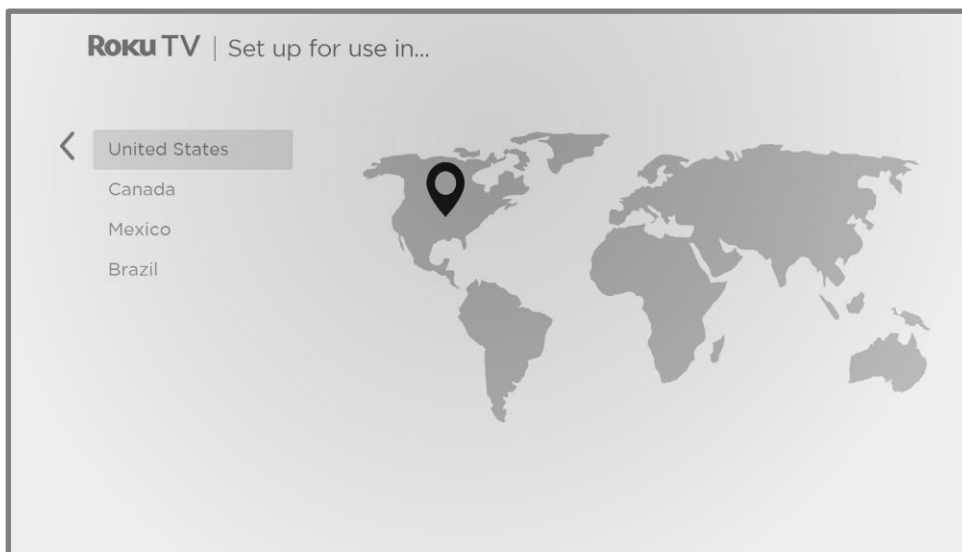 Roku TV | Set up for use in...
United States
Canada
Mexico
Brazil